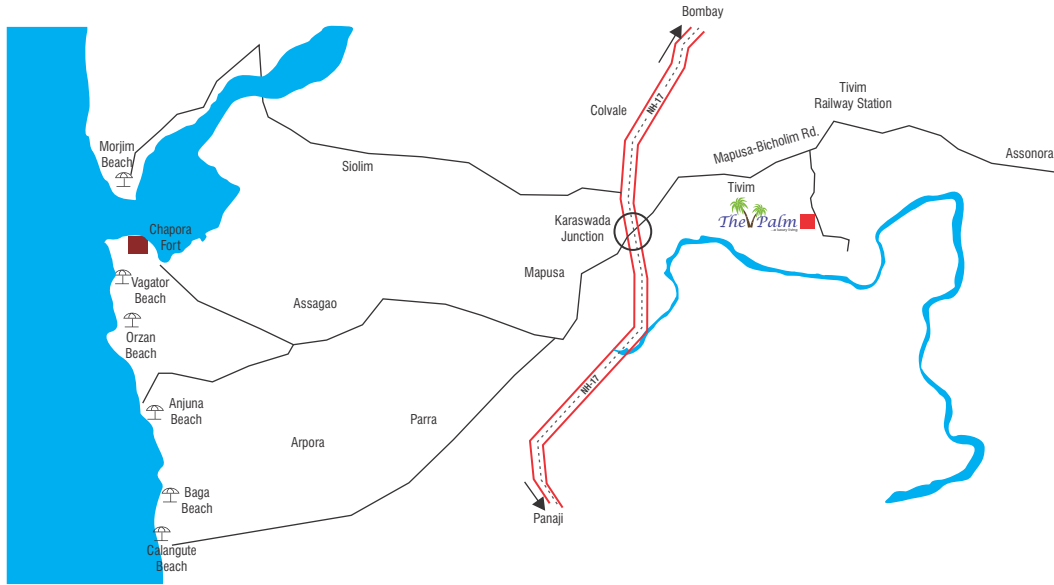 Bombay
Tivim
Railway Station
NH-17
Colvale
Mapusa-Bicholim Rd.
Morjim
Beach
Siolim
Assonora
Tivim
The Palm
Karaswada
Junction
Chapora
Fort
Mapusa
Vagator
Beach
Assagao
Orzan
Beach
NH-17
Anjuna
Beach
Parra
Arpora
Baga
Beach
Panaji
Calangute
Beach